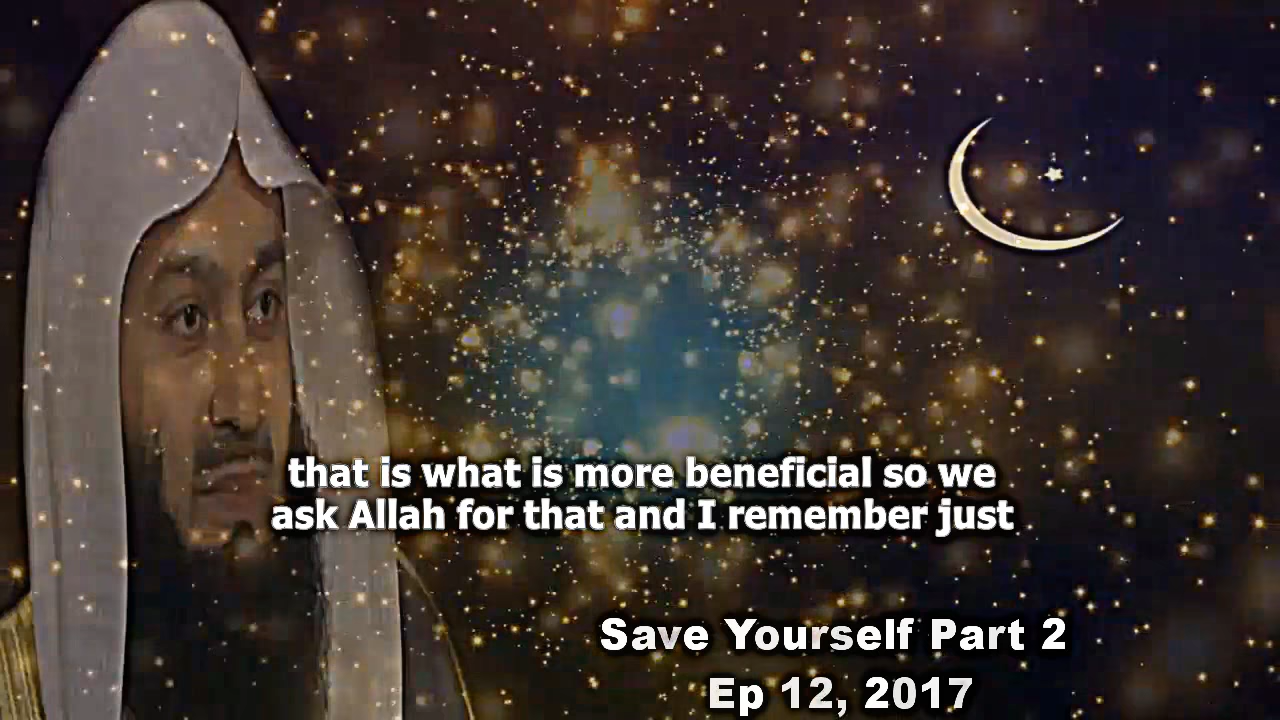 that is what is more beneficial so we
ask Allah for that and I remember just
Save Yourself Part 2
Ep 12, 2017